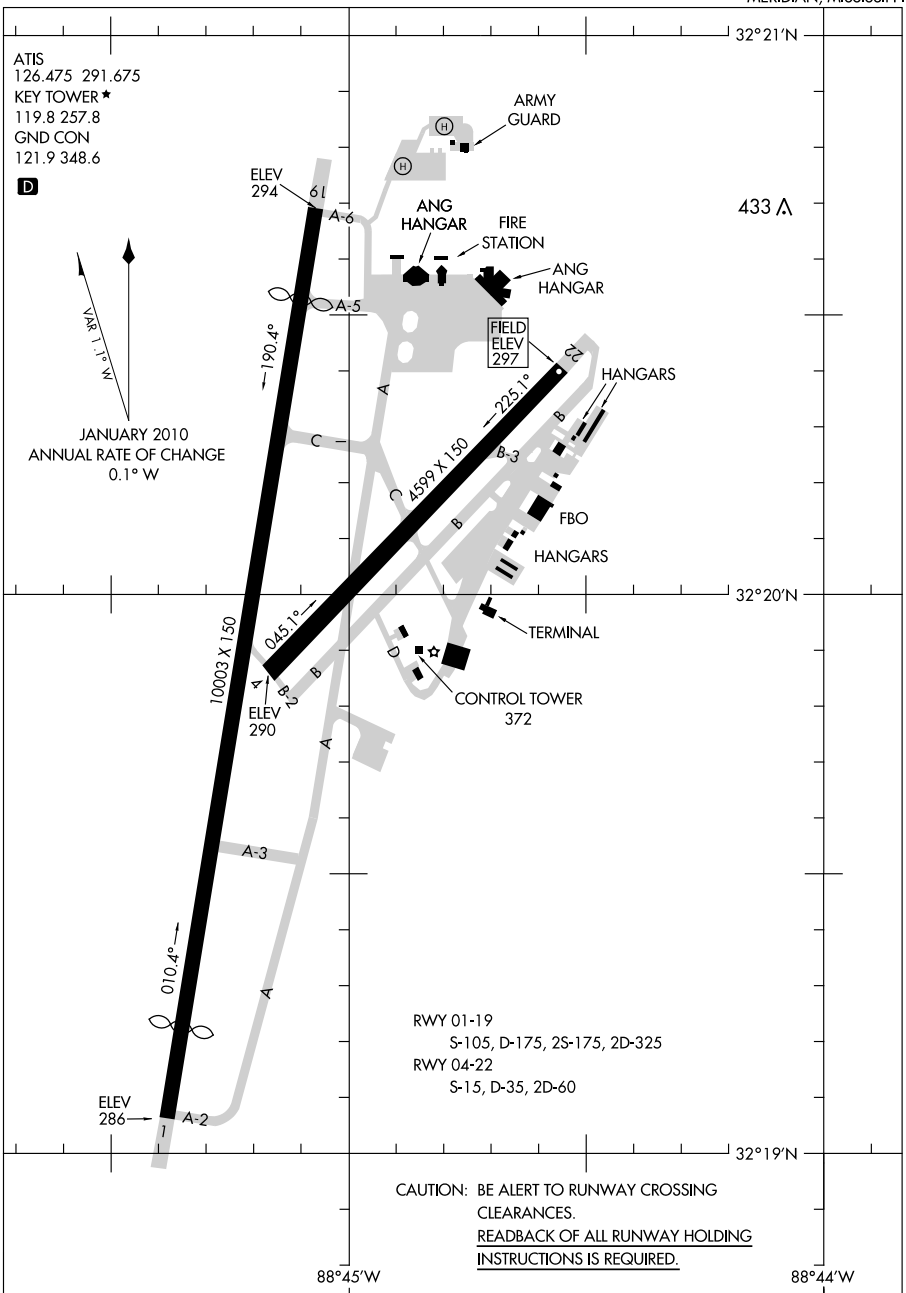 MERIDIAN, MISSISSIPPI
32°21'N
ATIS
126.475 291.675
KEY TOWER★
119.8 257.8
GND CON
121.9 348.6
D
ARMY
GUARD
H
H
ELEV
294
19
A-6
433
ANG
HANGAR
FIRE
STATION
ANG
HANGAR
A-5
VAR 1.1° W
190.4°
FIELD
ELEV
297
22
HANGARS
A
225.1°
JANUARY 2010
ANNUAL RATE OF CHANGE
0.1° W
C
B
B-3
4599 X 150
C
B
FBO
HANGARS
32°20'N
045.1°
TERMINAL
10003 X 150
D
B
4
B-2
ELEV
290
CONTROL TOWER
372
A
A-3
010.4°
A
RWY 01-19
S-105, D-175, 2S-175, 2D-325
RWY 04-22
S-15, D-35, 2D-60
ELEV
286
A-2
1
32°19'N
CAUTION: BE ALERT TO RUNWAY CROSSING
CLEARANCES.
READBACK OF ALL RUNWAY HOLDING
INSTRUCTIONS IS REQUIRED.
88°45'W
88°44'W